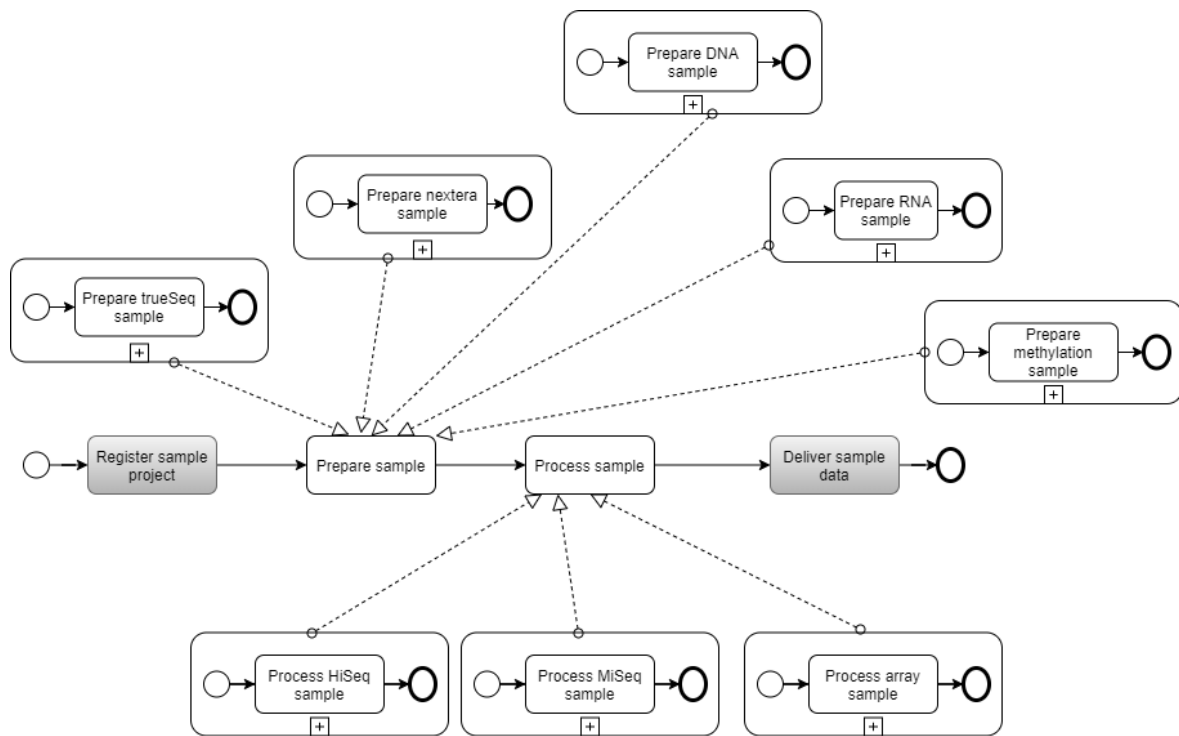 Prepare DNA
sample
Prepare nextera
sample
Prepare RNA
sample
Prepare trueSeq
sample
Prepare
methylation
sample
Register sample
project
Prepare sample
Process sample
Deliver sample
data
Process HiSeq
sample
Process MiSeq
sample
Process array
sample